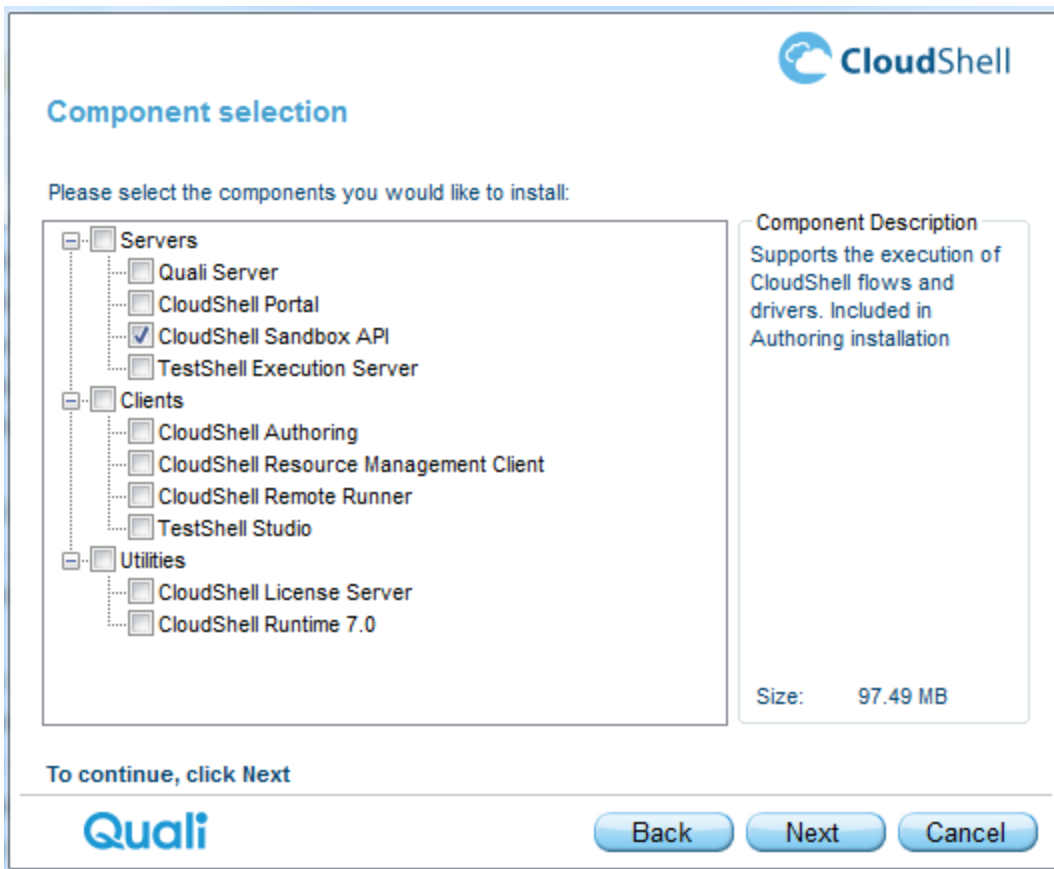 CloudShell
Component selection
Please select the components you would like to install:
Servers
Quali Server
CloudShell Portal
CloudShell Sandbox API
TestShell Execution Server
Clients
CloudShell Authoring
CloudShell Resource Management Client
CloudShell Remote Runner
TestShell Studio
Utilities
CloudShell License Server
CloudShell Runtime 7.0
Component Description
Supports the execution of
CloudShell flows and
drivers. Included in
Authoring installation
Size: 97.49 MB
To continue, click Next
Quali
Back Next Cancel